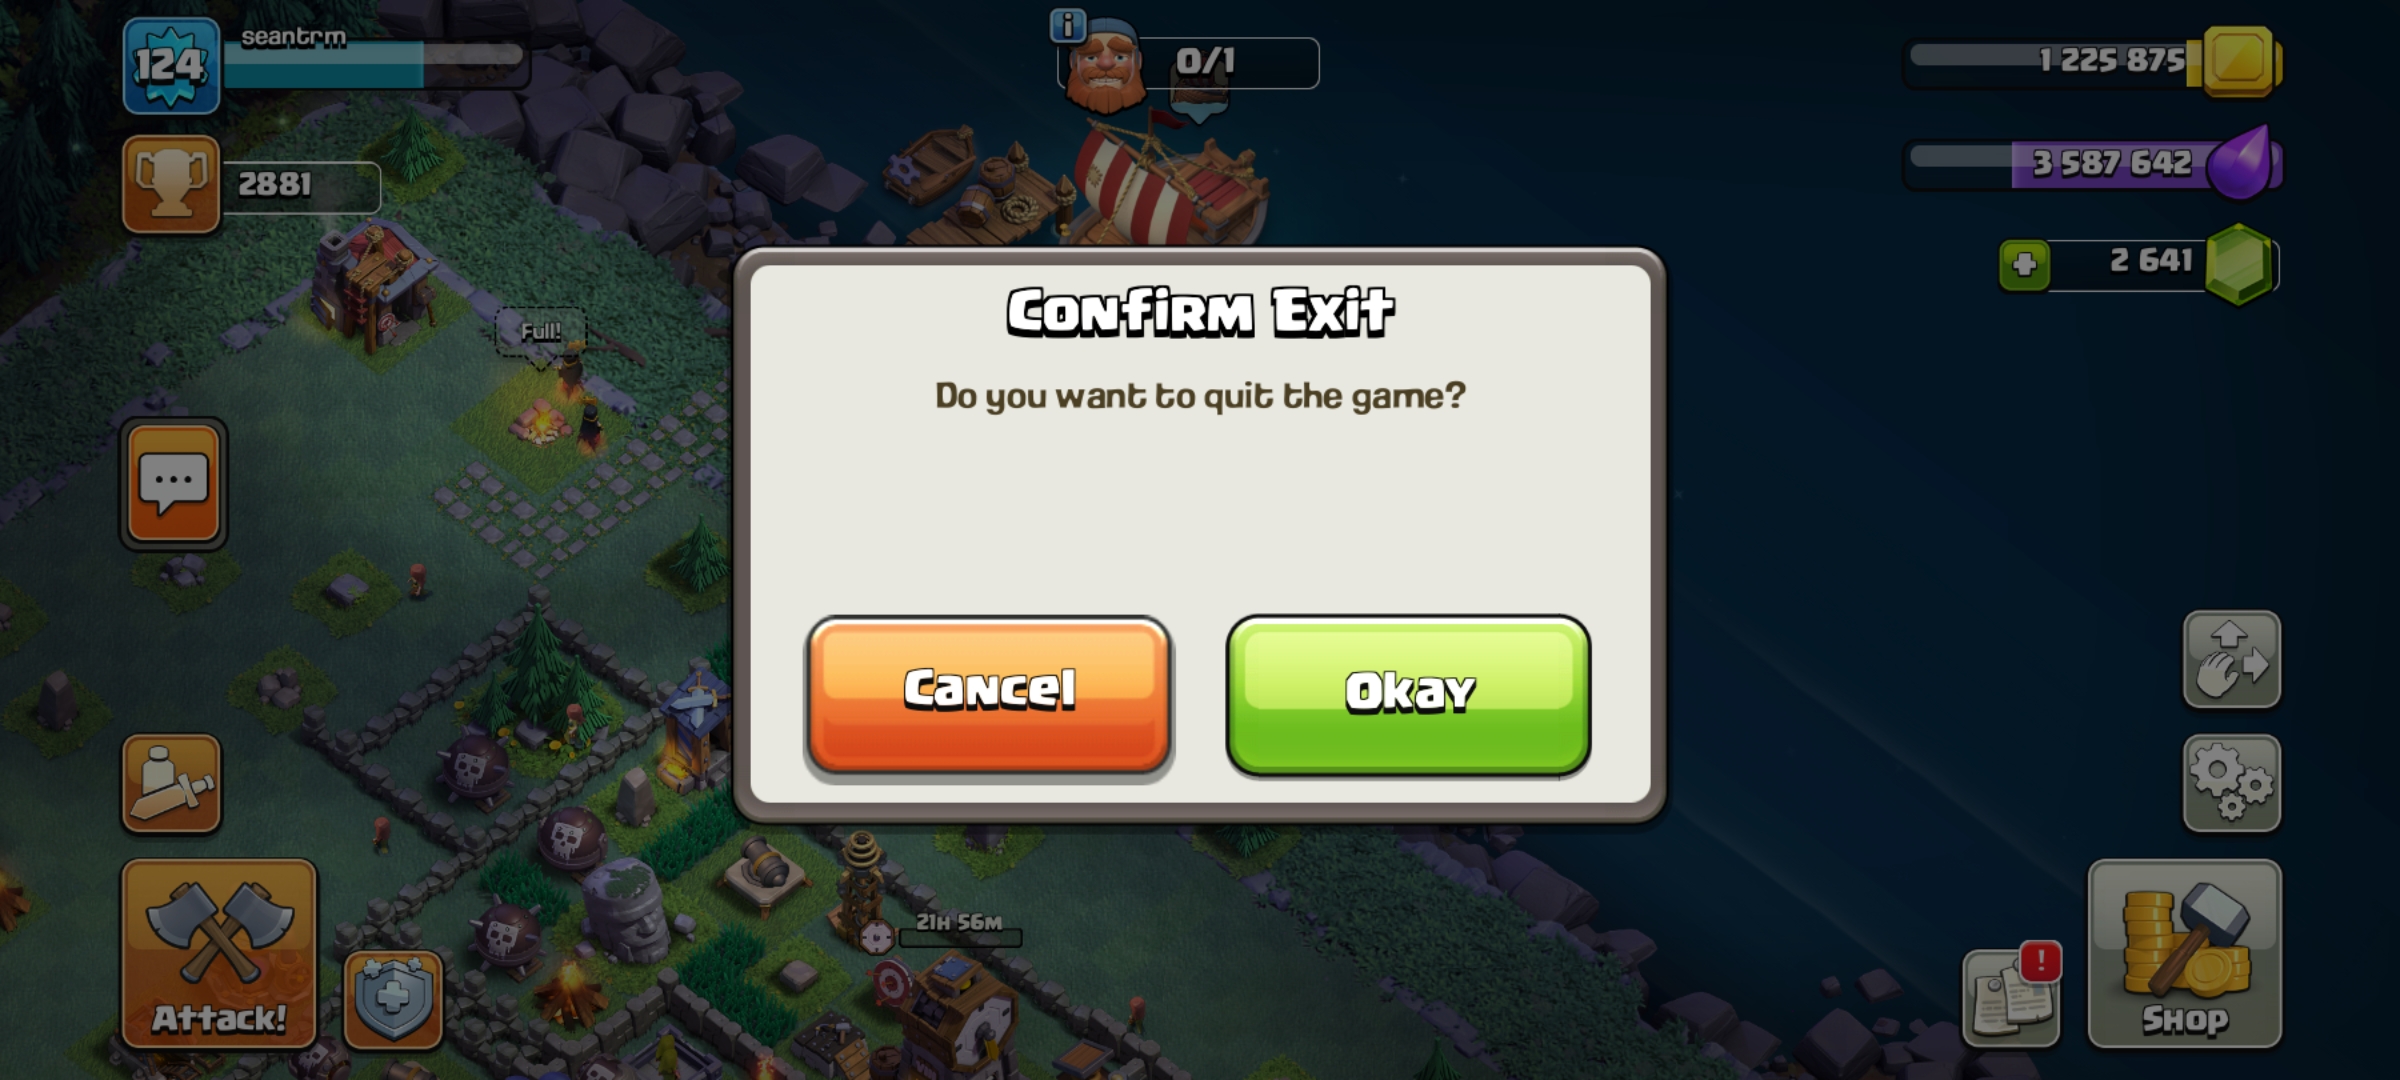 124
seantrm
0/1
1 225 875
2881
3 587 642
2 641
Full!
Confirm Exit
Do you want to quit the game?
Cancel
Okay
21H 56M
Attack!
!
Shop